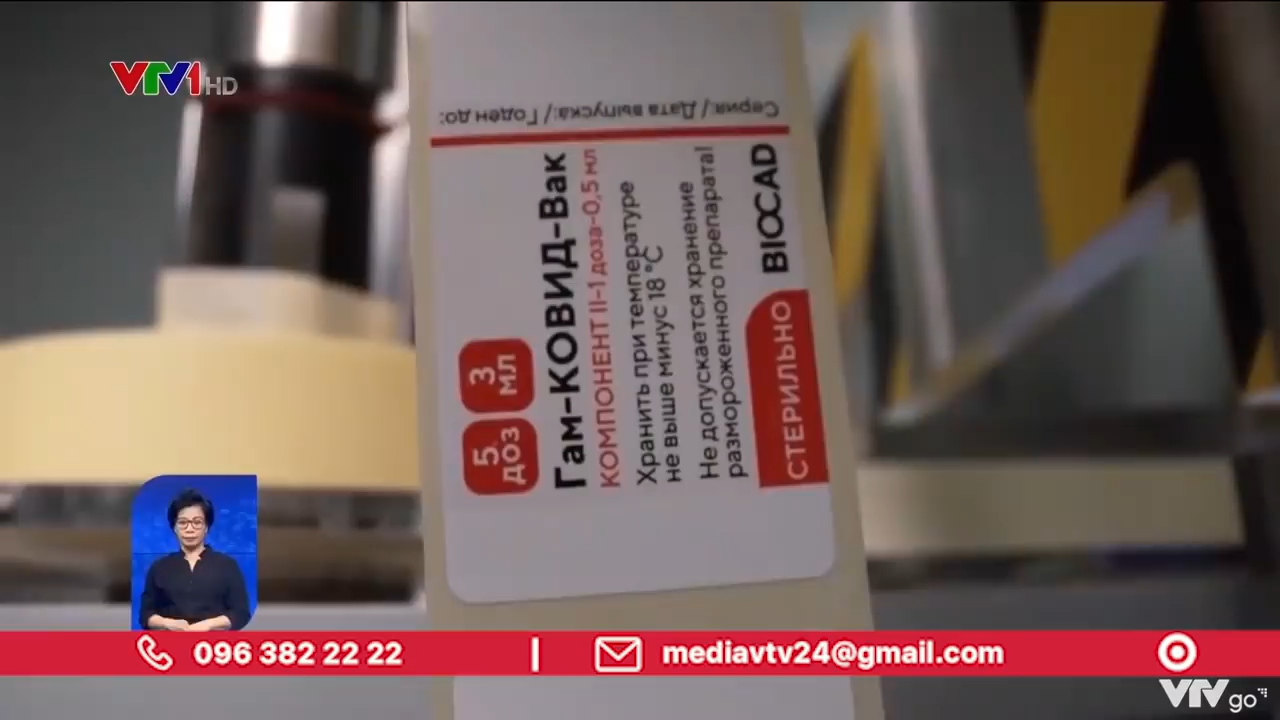 VTV1 HD
Серия:/Дата выпуска:/Годен до:
5 доз
3 мл
Гам-КОВИД-Вак
КОМПОНЕНТ II-1 доза-0,5 мл
Хранить при температуре
не выше минус 18 °C
Не допускается хранение
размороженного препарата!
СТЕРИЛЬНО
BIOCAD
096 382 22 22
mediavtv24@gmail.com
VTV go